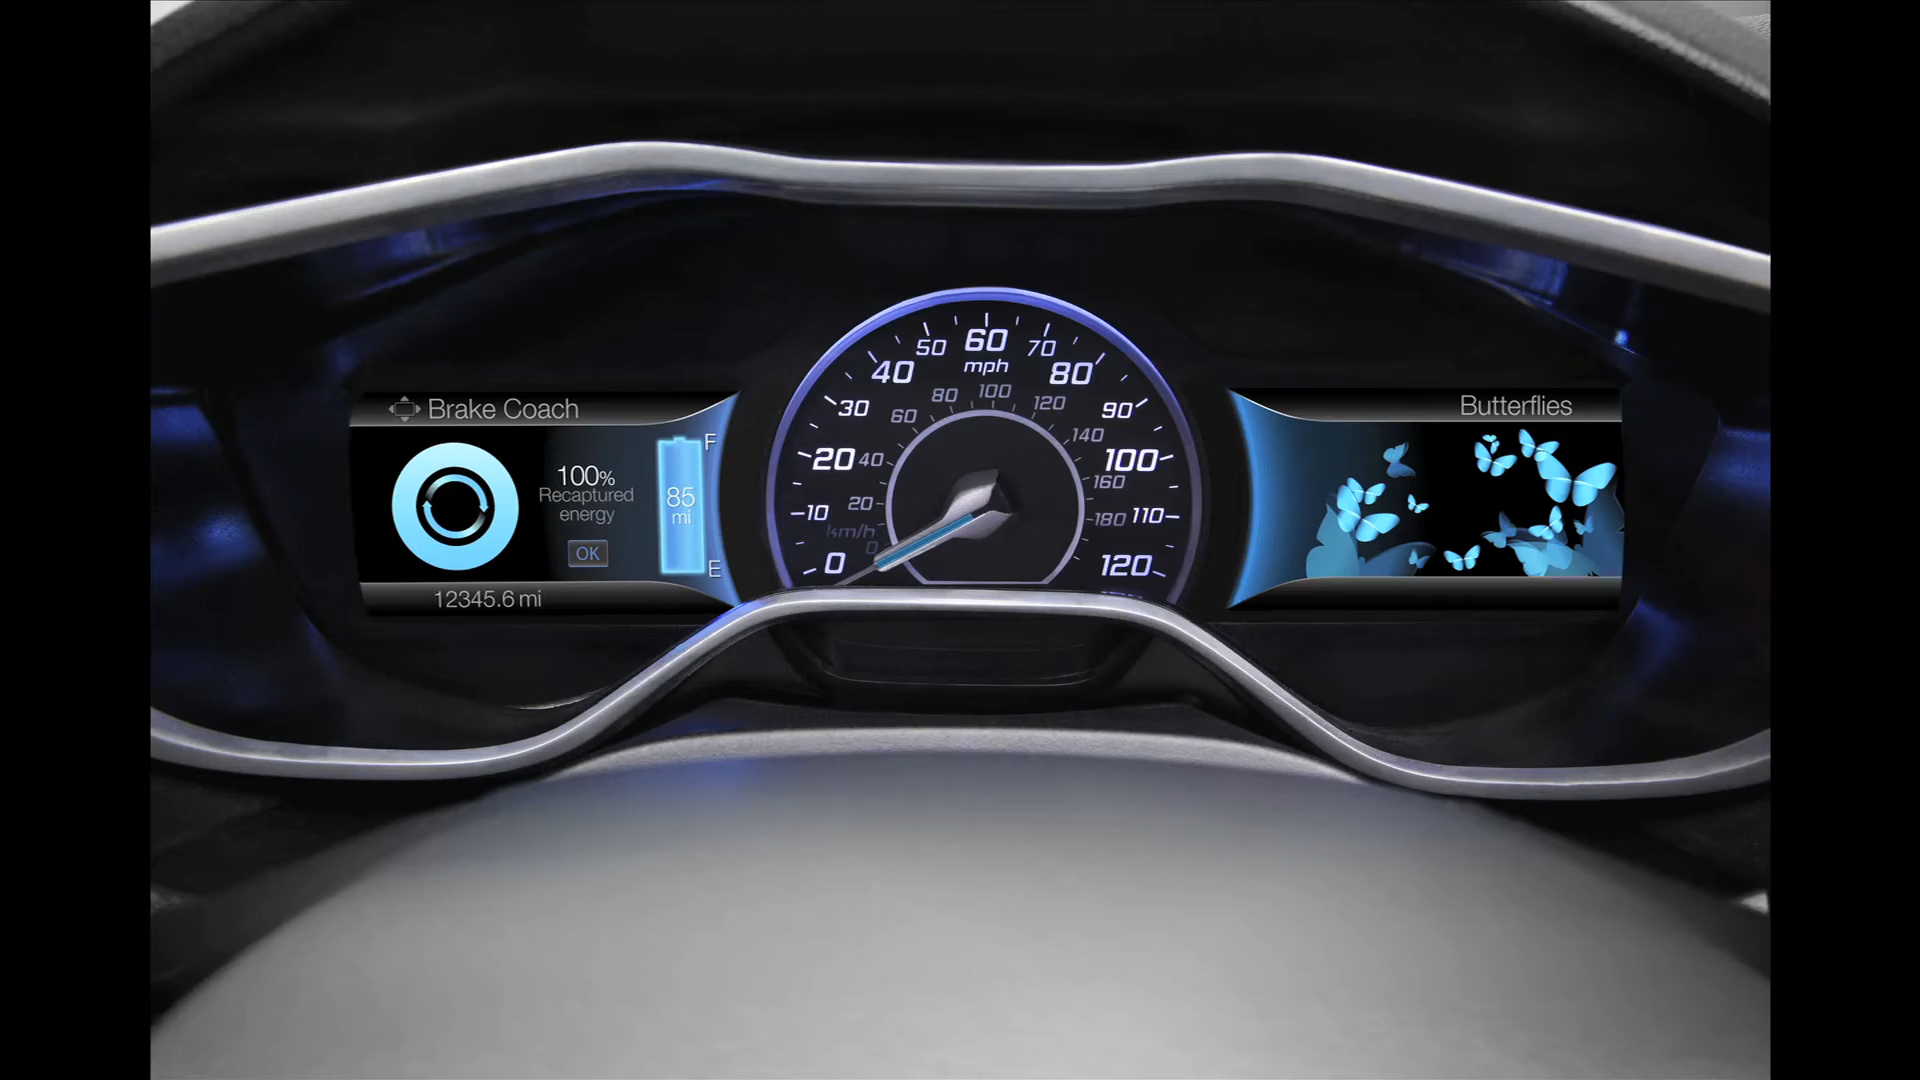 Brake Coach
100%
Recaptured
energy
OK
F
85
mi
E
12345.6 mi
0
10
20
30
40
50
60
70
80
90
100
110
120
mph
km/h
0
20
40
60
80
100
120
140
160
180
Butterflies